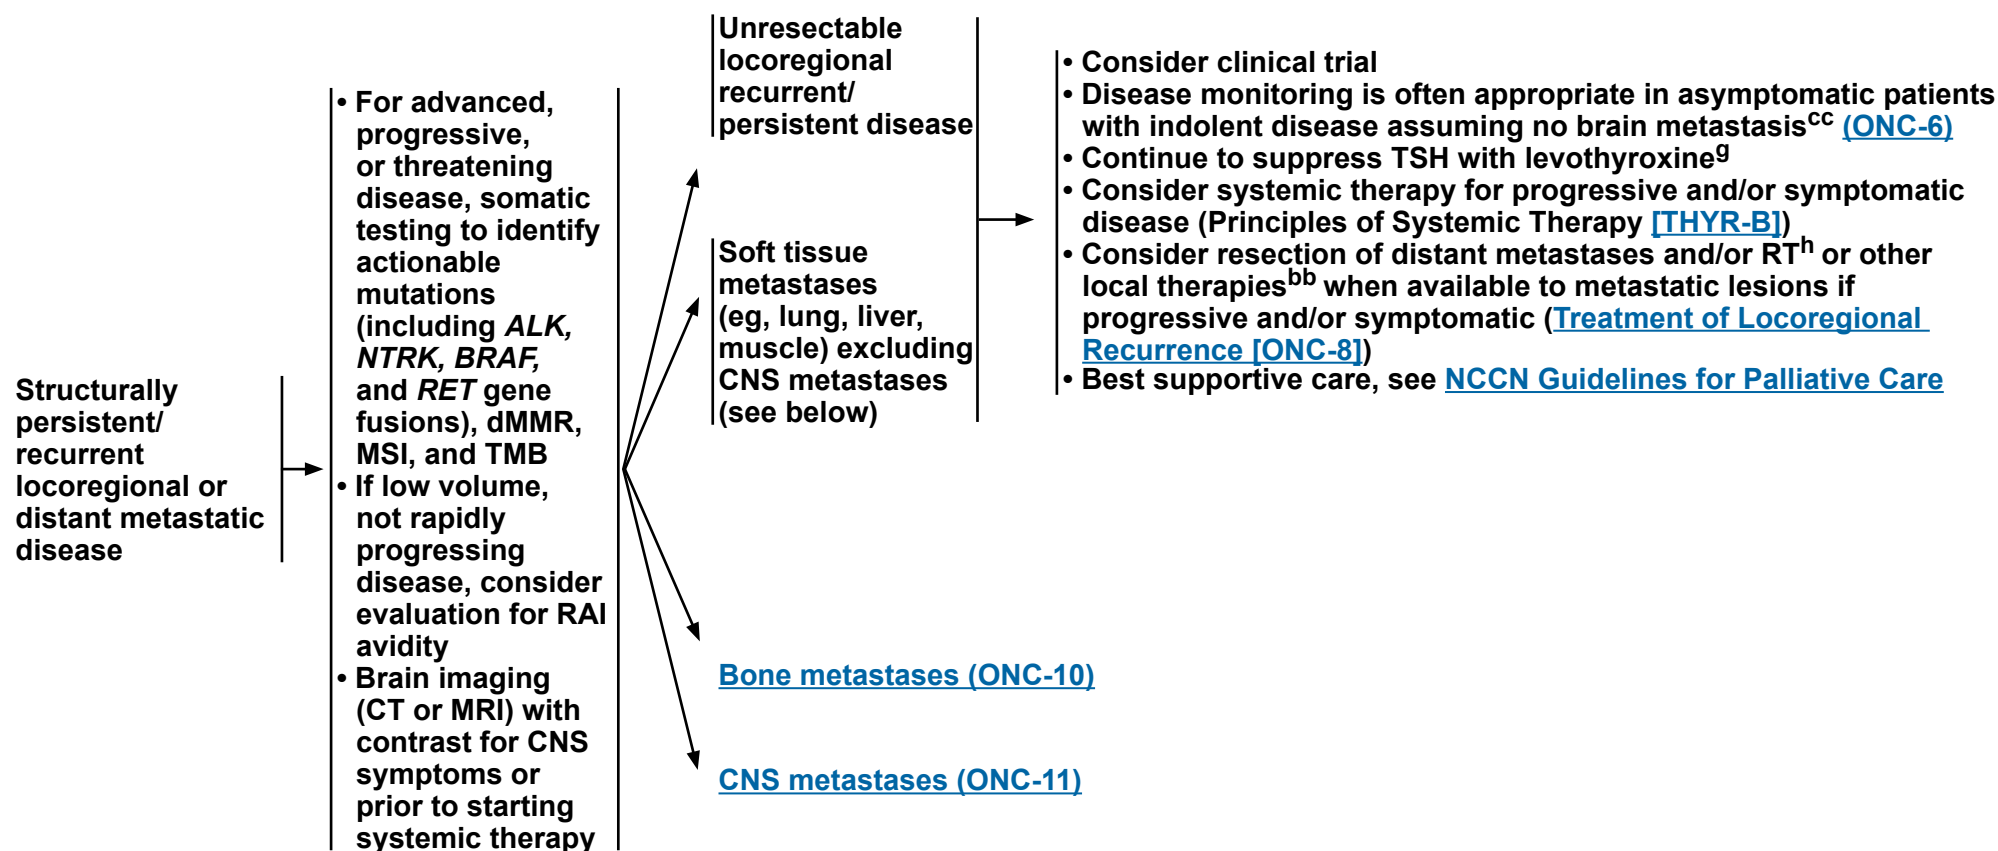 Structurally
persistent/
recurrent
locoregional or
distant metastatic
disease
• For advanced,
progressive,
or threatening
disease, somatic
testing to identify
actionable
mutations
(including ALK,
NTRK, BRAF,
and RET gene
fusions), dMMR,
MSI, and TMB
• If low volume,
not rapidly
progressing
disease, consider
evaluation for RAI
avidity
• Brain imaging
(CT or MRI) with
contrast for CNS
symptoms or
prior to starting
systemic therapy
Unresectable
locoregional
recurrent/
persistent disease
Soft tissue
metastases
(eg, lung, liver,
muscle) excluding
CNS metastases
(see below)
Bone metastases (ONC-10)
CNS metastases (ONC-11)
• Consider clinical trial
• Disease monitoring is often appropriate in asymptomatic patients
with indolent disease assuming no brain metastasiscc (ONC-6)
• Continue to suppress TSH with levothyroxineg
• Consider systemic therapy for progressive and/or symptomatic
disease (Principles of Systemic Therapy [THYR-B])
• Consider resection of distant metastases and/or RTh or other
local therapiesbb when available to metastatic lesions if
progressive and/or symptomatic (Treatment of Locoregional
Recurrence [ONC-8])
• Best supportive care, see NCCN Guidelines for Palliative Care